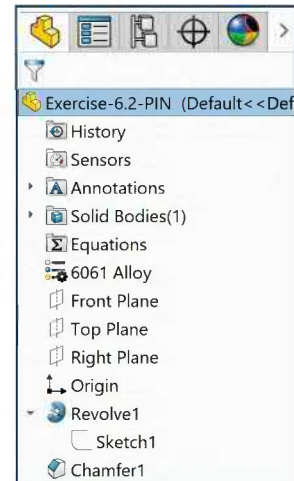 Exercise-6.2-PIN (Default<<Def
History
Sensors
Annotations
Solid Bodies(1)
Equations
6061 Alloy
Front Plane
Top Plane
Right Plane
Origin
Revolve1
Sketch1
Chamfer1